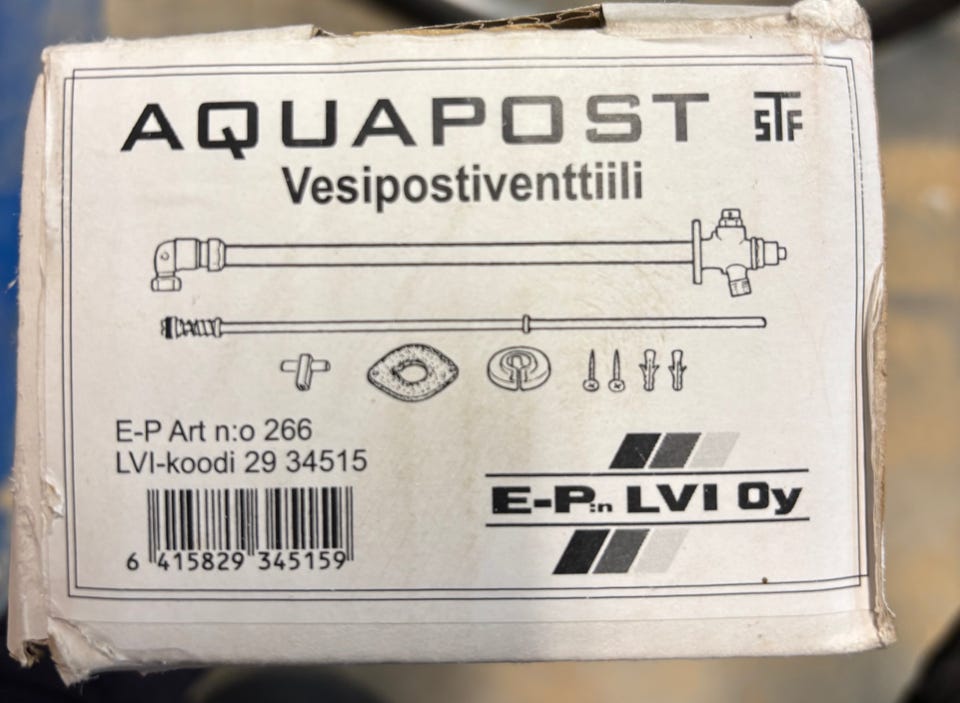 AQUAPOST
STF
Vesipostiventtiili
E-P Art n:o 266
LVI-koodi 29 34515
E-P:n LVI Oy
6 415829 345159